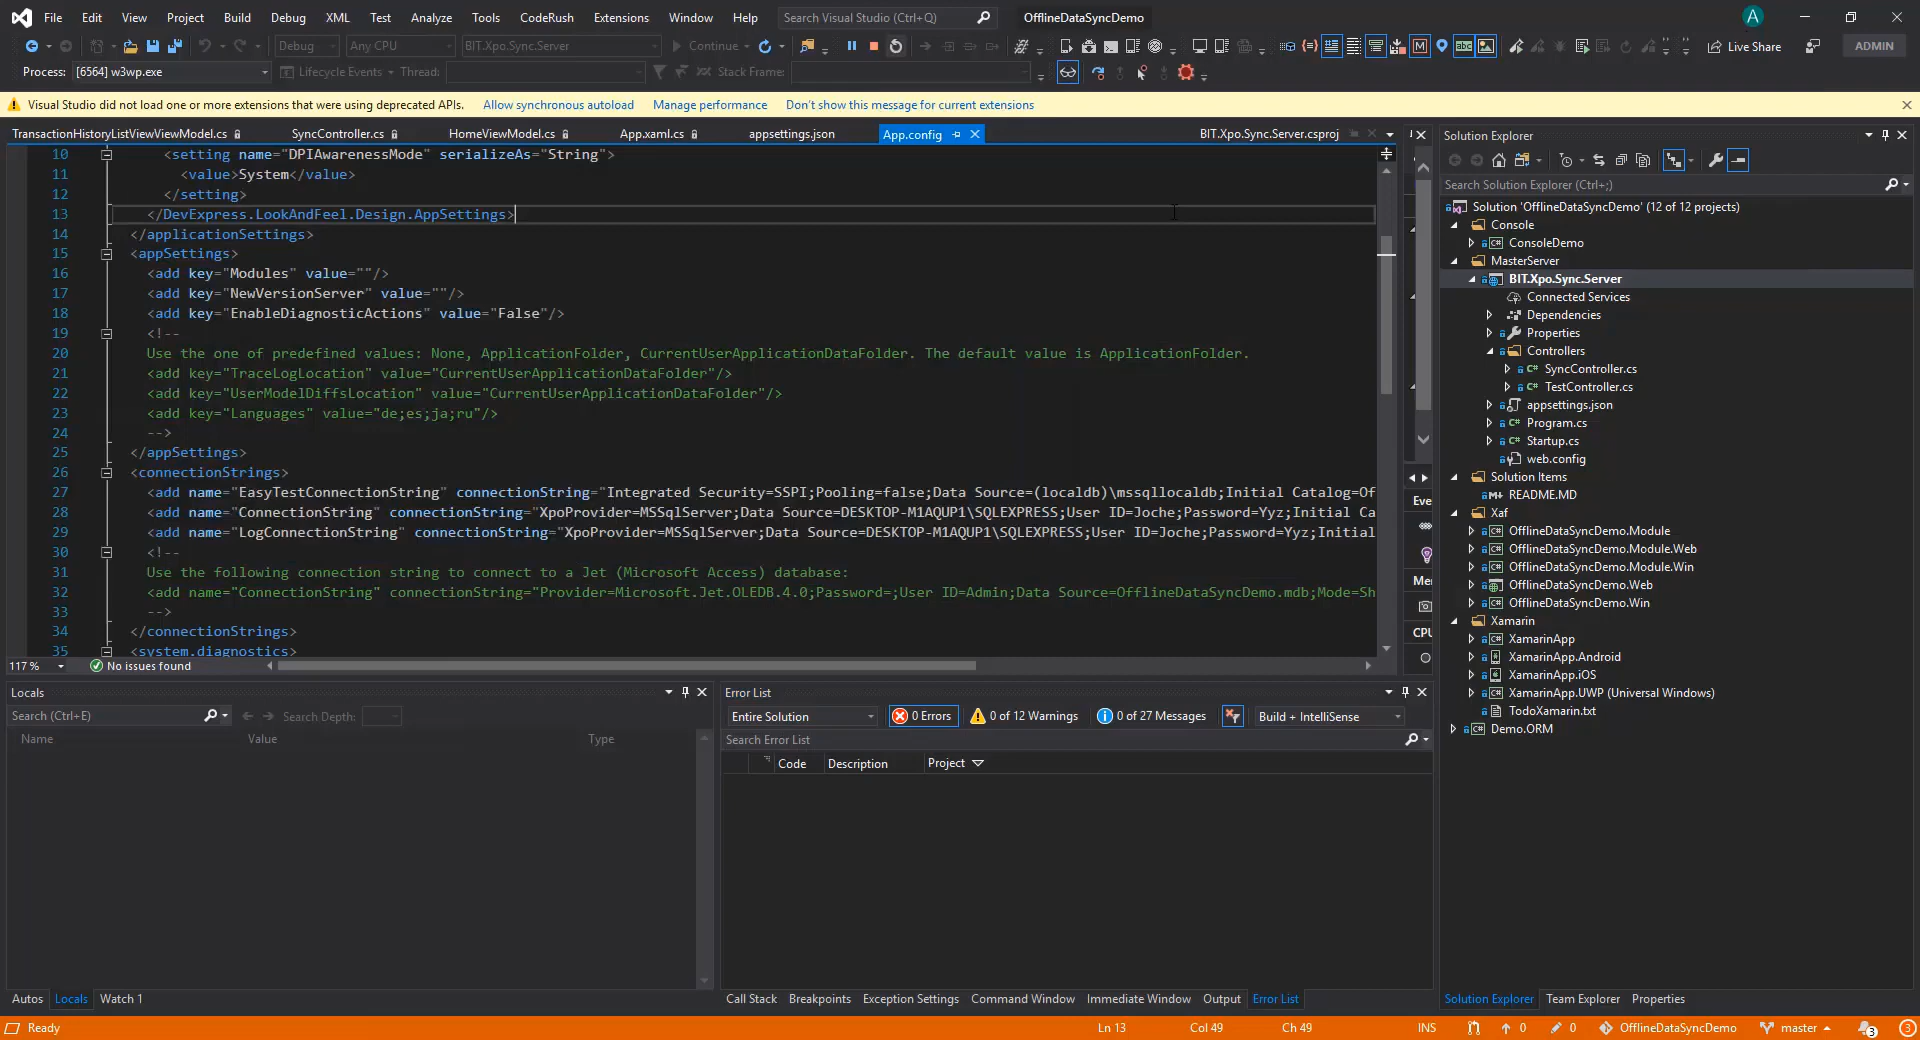 File Edit View Project Build Debug XML Test Analyze Tools CodeRush Extensions Window Help Search Visual Studio (Ctrl+Q) OfflineDataSyncDemo A
Debug Any CPU BIT.Xpo.Sync.Server Continue Live Share ADMIN
Process: [6564] w3wp.exe Lifecycle Events Thread: Stack Frame:
Visual Studio did not load one or more extensions that were using deprecated APIs. Allow synchronous autoload Manage performance Don't show this message for current extensions
TransactionHistoryListViewViewModel.cs SyncController.cs HomeViewModel.cs App.xaml.cs appsettings.json App.config BIT.Xpo.Sync.Server.csproj
10 <setting name="DPIAwarenessMode" serializeAs="String">
11 <value>System</value>
12 </setting>
13 </DevExpress.LookAndFeel.Design.AppSettings>
14 </applicationSettings>
15 <appSettings>
16 <add key="Modules" value=""/>
17 <add key="NewVersionServer" value=""/>
18 <add key="EnableDiagnosticActions" value="False"/>
19 <!--
20 Use the one of predefined values: None, ApplicationFolder, CurrentUserApplicationDataFolder. The default value is ApplicationFolder.
21 <add key="TraceLogLocation" value="CurrentUserApplicationDataFolder"/>
22 <add key="UserModelDiffsLocation" value="CurrentUserApplicationDataFolder"/>
23 <add key="Languages" value="de;es;ja;ru"/>
24 -->
25 </appSettings>
26 <connectionStrings>
27 <add name="EasyTestConnectionString" connectionString="Integrated Security=SSPI;Pooling=false;Data Source=(localdb)\mssqllocaldb;Initial Catalog=Of
28 <add name="ConnectionString" connectionString="XpoProvider=MSSqlServer;Data Source=DESKTOP-M1AQUP1\SQLEXPRESS;User ID=Joche;Password=Yyz;Initial Ca
29 <add name="LogConnectionString" connectionString="XpoProvider=MSSqlServer;Data Source=DESKTOP-M1AQUP1\SQLEXPRESS;User ID=Joche;Password=Yyz;Initial
30 <!--
31 Use the following connection string to connect to a Jet (Microsoft Access) database:
32 <add name="ConnectionString" connectionString="Provider=Microsoft.Jet.OLEDB.4.0;Password=;User ID=Admin;Data Source=OfflineDataSyncDemo.mdb;Mode=Sh
33 -->
34 </connectionStrings>
35 <system.diagnostics>
117 % No issues found
Eve
Mer
CPU
Solution Explorer
Search Solution Explorer (Ctrl+;)
Solution 'OfflineDataSyncDemo' (12 of 12 projects)
Console
ConsoleDemo
MasterServer
BIT.Xpo.Sync.Server
Connected Services
Dependencies
Properties
Controllers
SyncController.cs
TestController.cs
appsettings.json
Program.cs
Startup.cs
web.config
Solution Items
README.MD
Xaf
OfflineDataSyncDemo.Module
OfflineDataSyncDemo.Module.Web
OfflineDataSyncDemo.Module.Win
OfflineDataSyncDemo.Web
OfflineDataSyncDemo.Win
Xamarin
XamarinApp
XamarinApp.Android
XamarinApp.iOS
XamarinApp.UWP (Universal Windows)
TodoXamarin.txt
Demo.ORM
Locals
Search (Ctrl+E) Search Depth:
Name Value Type
Error List
Entire Solution 0 Errors 0 of 12 Warnings 0 of 27 Messages Build + IntelliSense
Search Error List
Code Description Project
Autos Locals Watch 1
Call Stack Breakpoints Exception Settings Command Window Immediate Window Output Error List
Solution Explorer Team Explorer Properties
Ready Ln 13 Col 49 Ch 49 INS 0 0 OfflineDataSyncDemo master 3 3